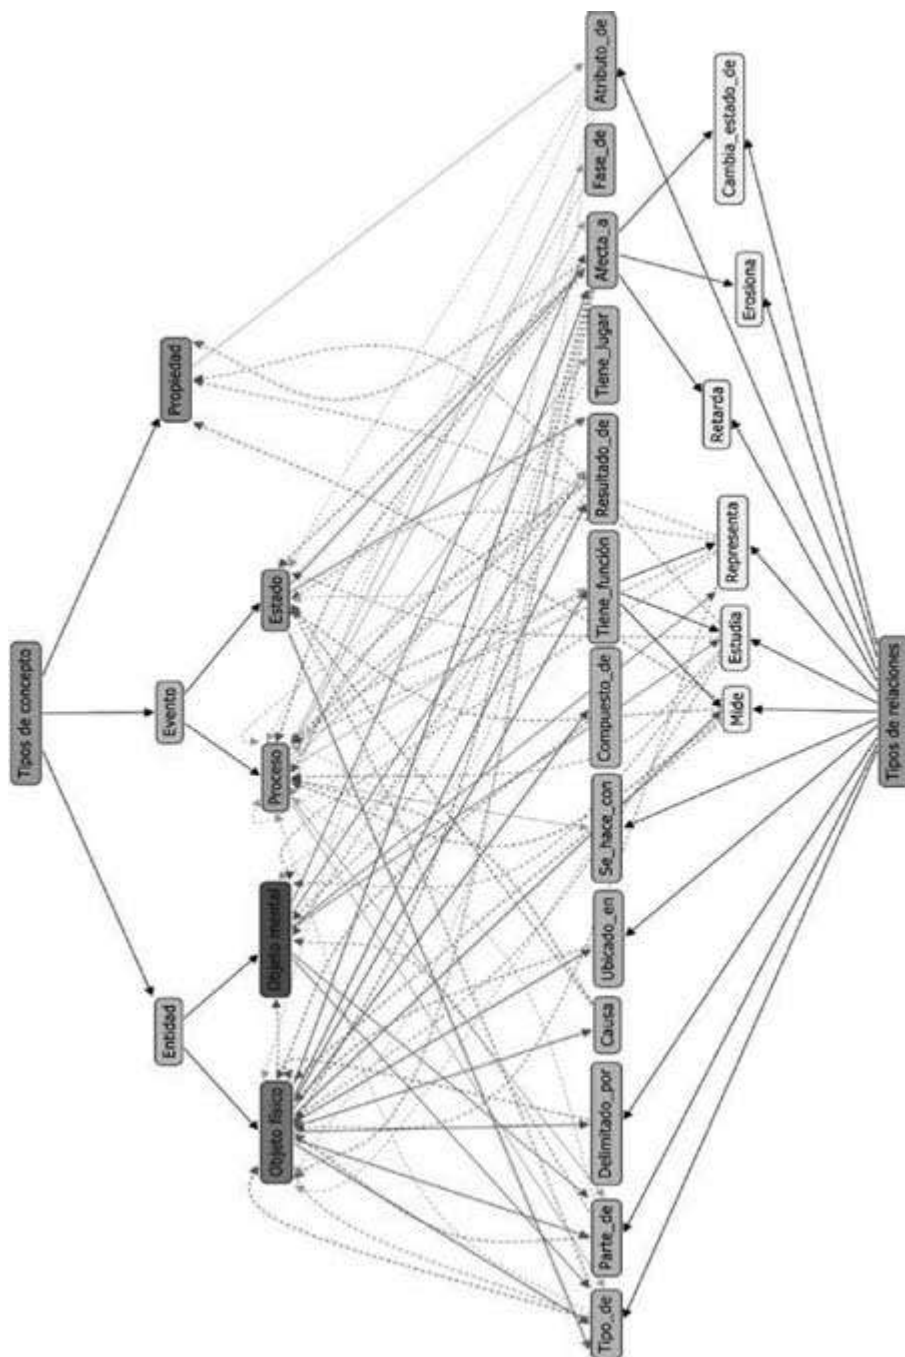 Tipos de concepto
Entidad
Evento
Propiedad
Objeto físico
Objeto mental
Proceso
Estado
Tipo_de
Parte_de
Delimitado_por
Causa
Ubicado_en
Se_hace_con
Compuesto_de
Tiene_función
Resultado_de
Tiene_lugar
Afecta_a
Fase_de
Atributo_de
Mide
Estudia
Representa
Retarda
Erosiona
Cambia_estado_de
Tipos de relaciones